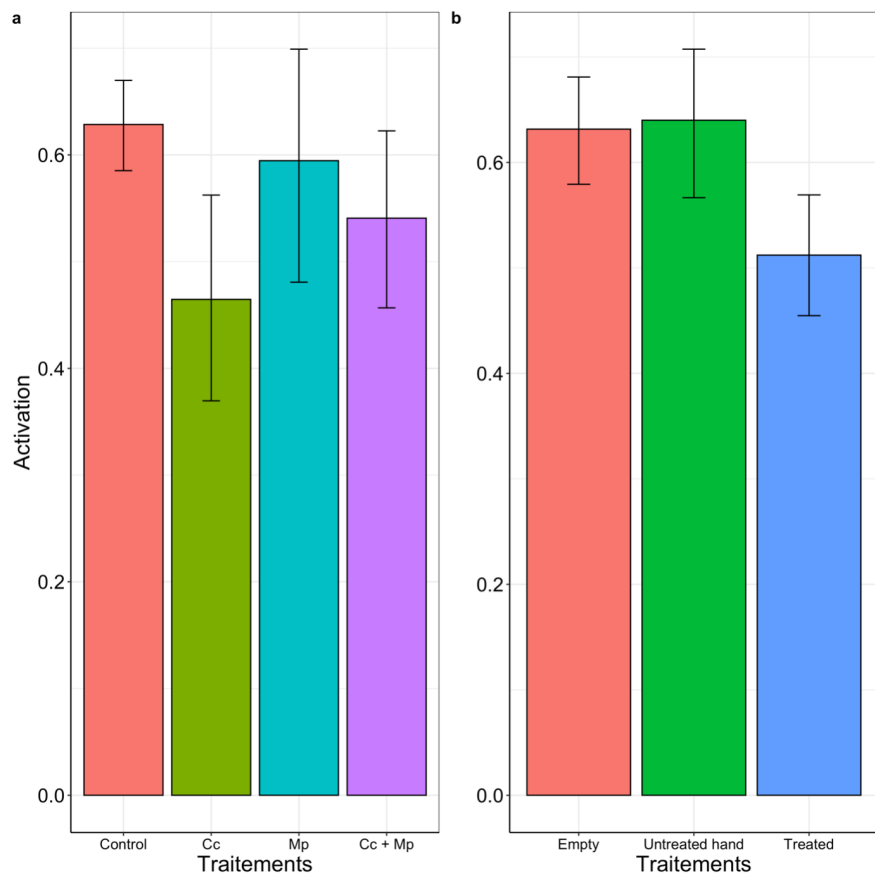 a
Activation
0.6
0.4
0.2
0.0
Control Cc Mp Cc + Mp
Traitements
b
0.6
0.4
0.2
0.0
Empty Untreated hand Treated
Traitements